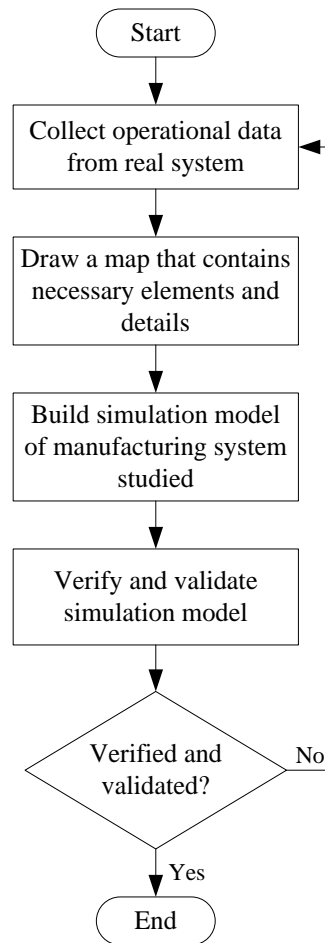 Start
Collect operational data
from real system
Draw a map that contains
necessary elements and
details
Build simulation model
of manufacturing system
studied
Verify and validate
simulation model
Verified and
validated?
No
Yes
End